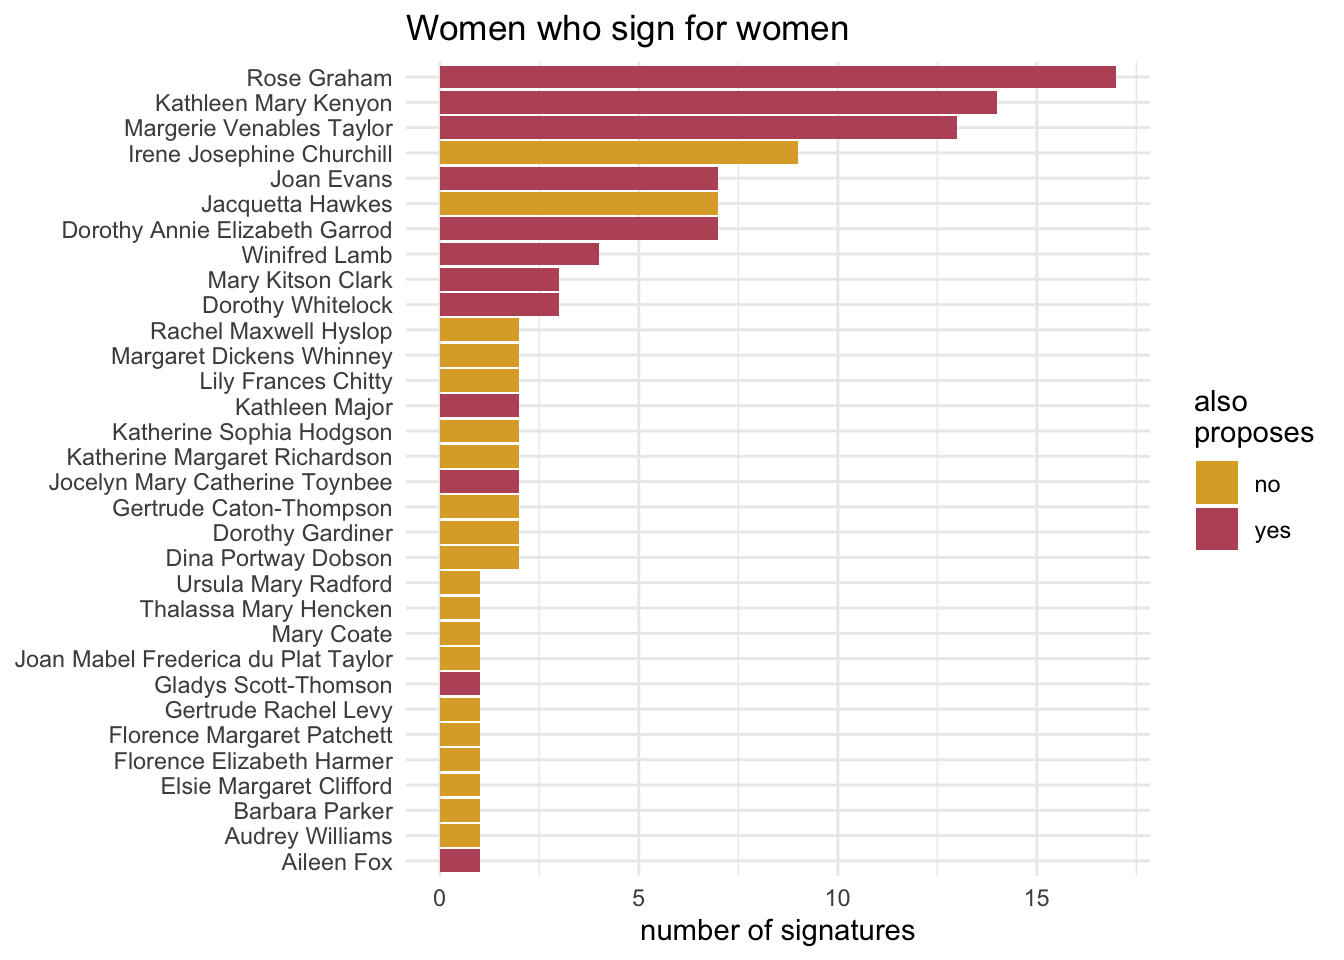 Women who sign for women
Rose Graham
Kathleen Mary Kenyon
Margerie Venables Taylor
Irene Josephine Churchill
Joan Evans
Jacquetta Hawkes
Dorothy Annie Elizabeth Garrod
Winifred Lamb
Mary Kitson Clark
Dorothy Whitelock
Rachel Maxwell Hyslop
Margaret Dickens Whinney
Lily Frances Chitty
Kathleen Major
Katherine Sophia Hodgson
Katherine Margaret Richardson
Jocelyn Mary Catherine Toynbee
Gertrude Caton-Thompson
Dorothy Gardiner
Dina Portway Dobson
Ursula Mary Radford
Thalassa Mary Hencken
Mary Coate
Joan Mabel Frederica du Plat Taylor
Gladys Scott-Thomson
Gertrude Rachel Levy
Florence Margaret Patchett
Florence Elizabeth Harmer
Elsie Margaret Clifford
Barbara Parker
Audrey Williams
Aileen Fox
0 5 10 15
number of signatures
also
proposes
no
yes